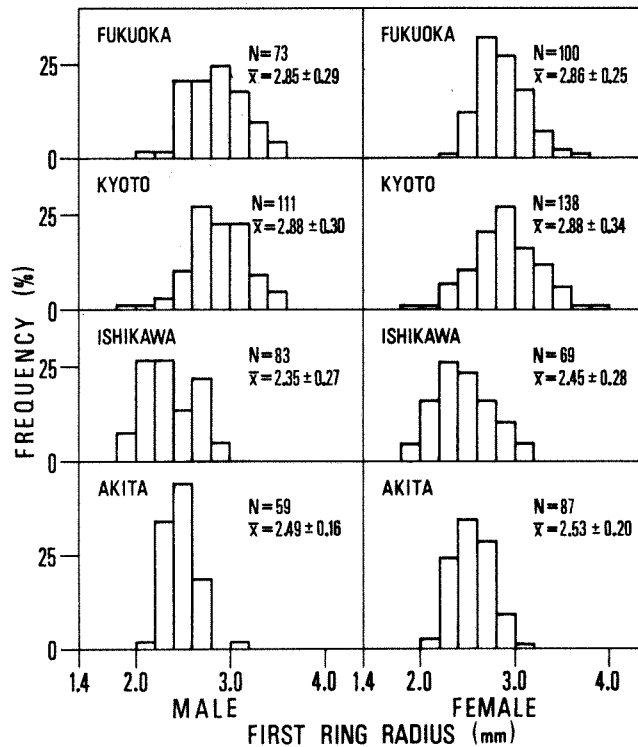 FUKUOKA
N=73
x̄=2.85±0.29
FUKUOKA
N=100
x̄=2.86±0.25
25
0
KYOTO
N=111
x̄=2.88±0.30
KYOTO
N=138
x̄=2.88±0.34
25
0
ISHIKAWA
N=83
x̄=2.35±0.27
ISHIKAWA
N=69
x̄=2.45±0.28
25
0
AKITA
N=59
x̄=2.49±0.16
AKITA
N=87
x̄=2.53±0.20
25
0
FREQUENCY (%)
1.4 2.0 3.0 4.0 1.4 2.0 3.0 4.0
MALE FEMALE
FIRST RING RADIUS (mm)